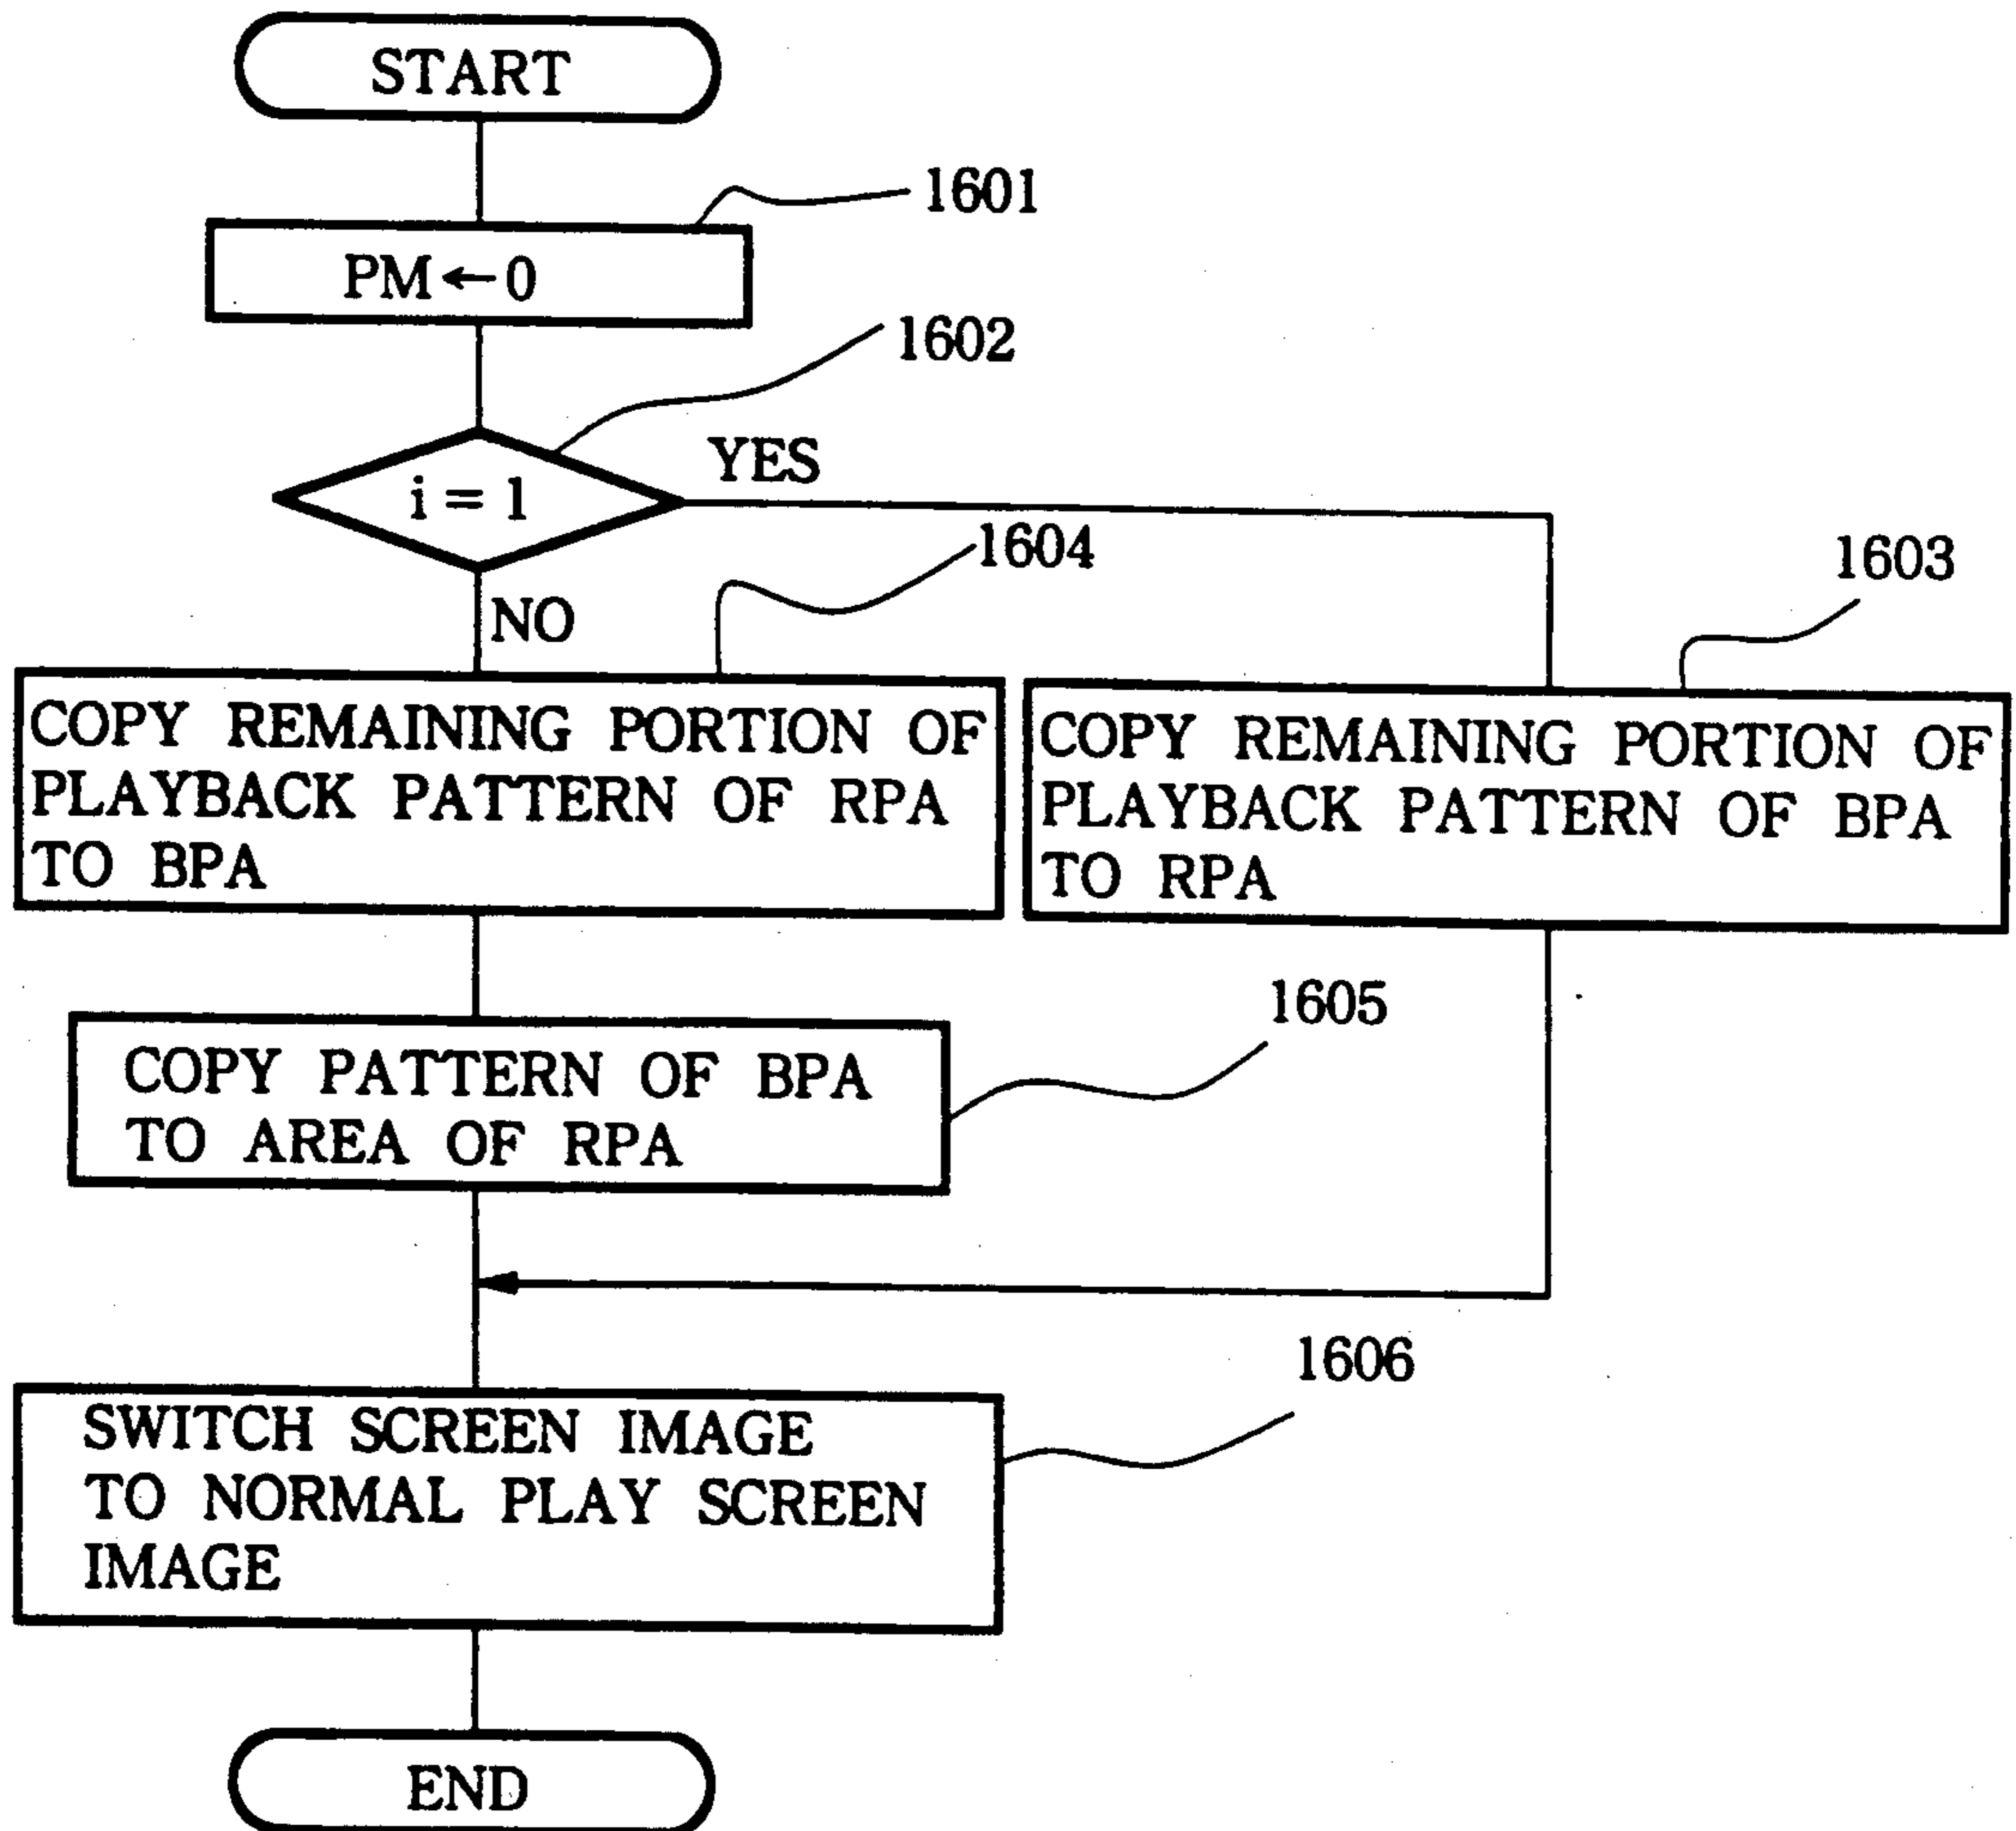 START
1601
PM←0
1602
i = 1
YES
1604
1603
NO
COPY REMAINING PORTION OF
PLAYBACK PATTERN OF RPA
TO BPA
COPY REMAINING PORTION OF
PLAYBACK PATTERN OF BPA
TO RPA
1605
COPY PATTERN OF BPA
TO AREA OF RPA
1606
SWITCH SCREEN IMAGE
TO NORMAL PLAY SCREEN
IMAGE
END